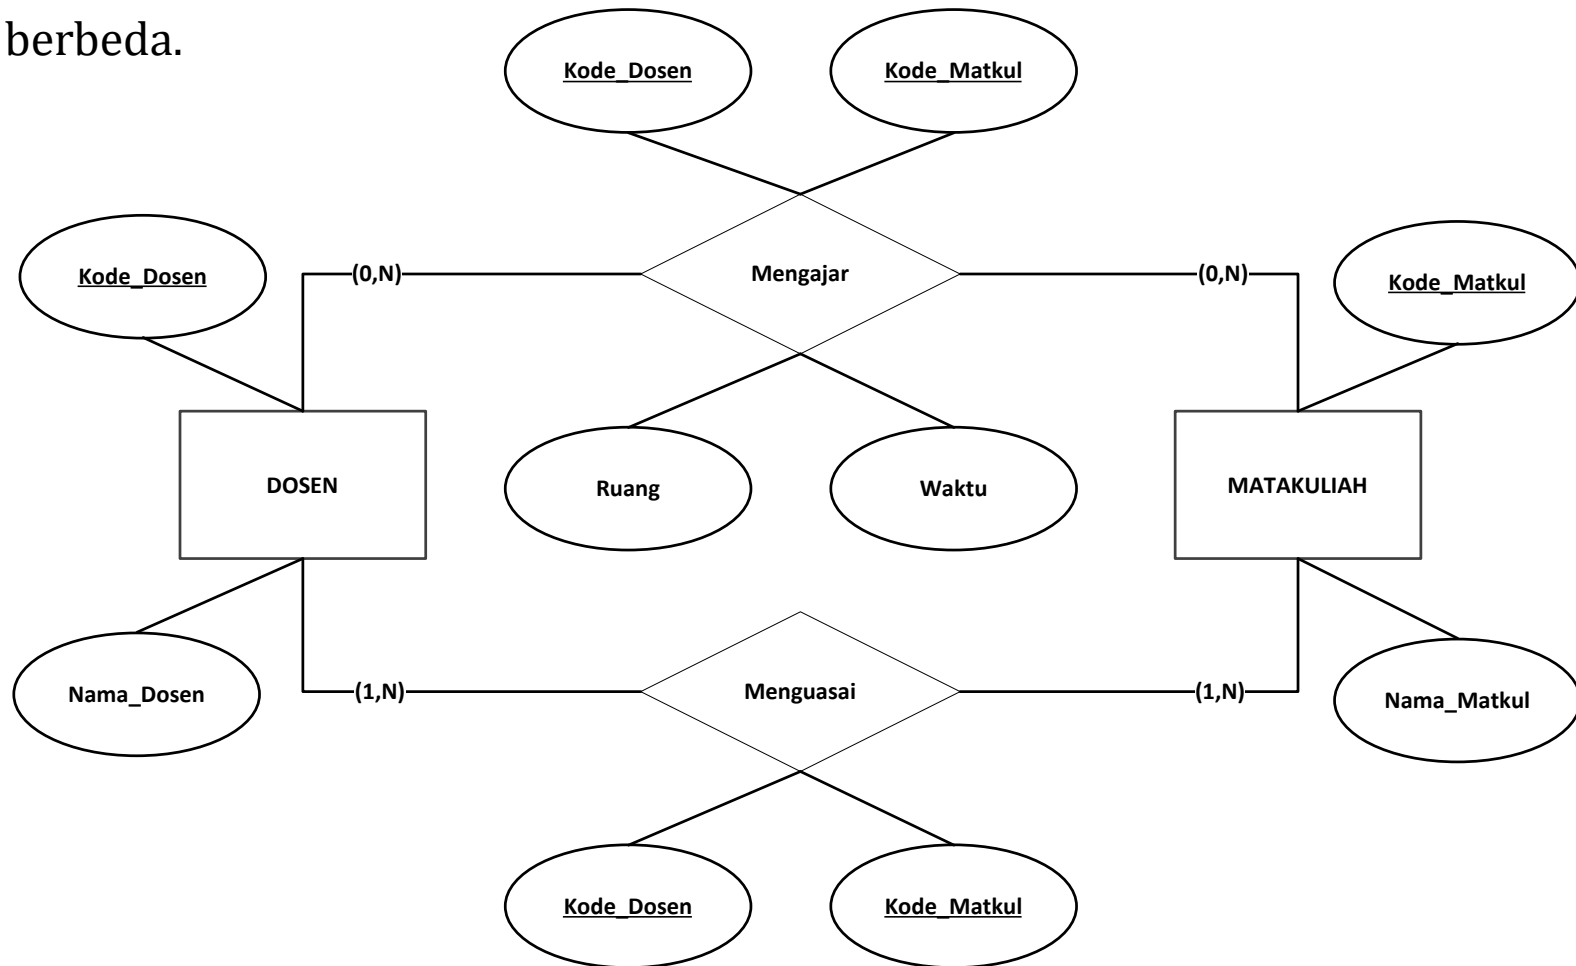 berbeda.
Kode_Dosen
Kode_Matkul
Kode_Dosen
(0,N)
Mengajar
(0,N)
Kode_Matkul
DOSEN
Ruang
Waktu
MATAKULIAH
Nama_Dosen
(1,N)
Menguasai
(1,N)
Nama_Matkul
Kode_Dosen
Kode_Matkul